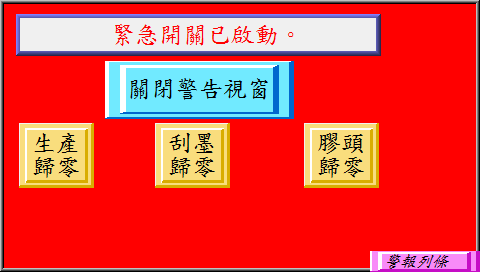 緊急開關已啟動。
關閉警告視窗
生產 刮墨 膠頭
歸零 歸零 歸零
警報列條